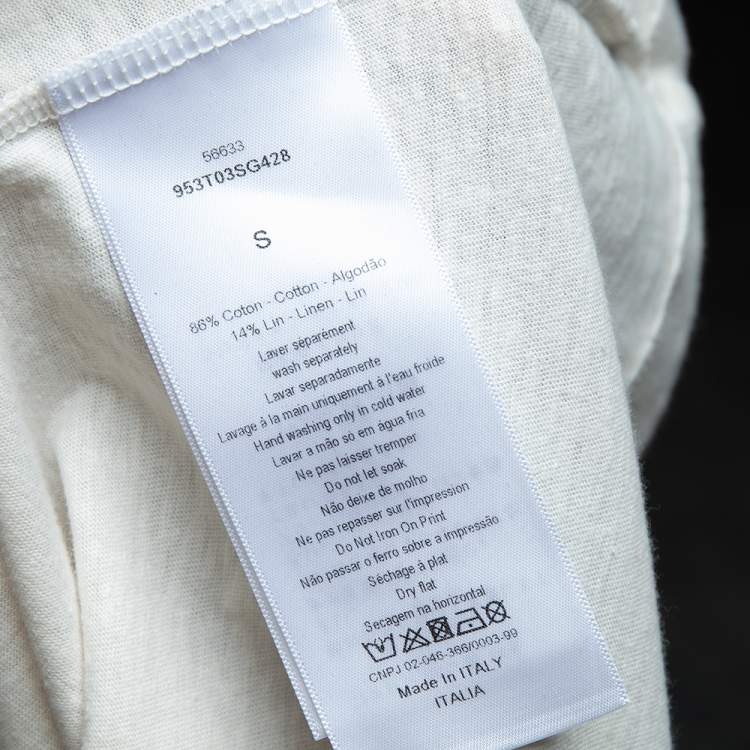 56633
953T03SG428
S
86% Coton - Cotton - Algodão
14% Lin - Linen - Lin
Laver separément
wash separately
Lavar separadamente
Lavage à la main uniquement à l'eau froide
Hand washing only in cold water
Lavar a mão so em água fria
Ne pas laisser tremper
Do not let soak
Não deixe de molho
Ne pas repasser sur l'impression
Do Not Iron On Print
Não passar o ferro sobre a impressão
Séchage à plat
Dry flat
Secagem na horizontal
CNPJ 02-046-366/0003-99
Made In ITALY
ITALIA